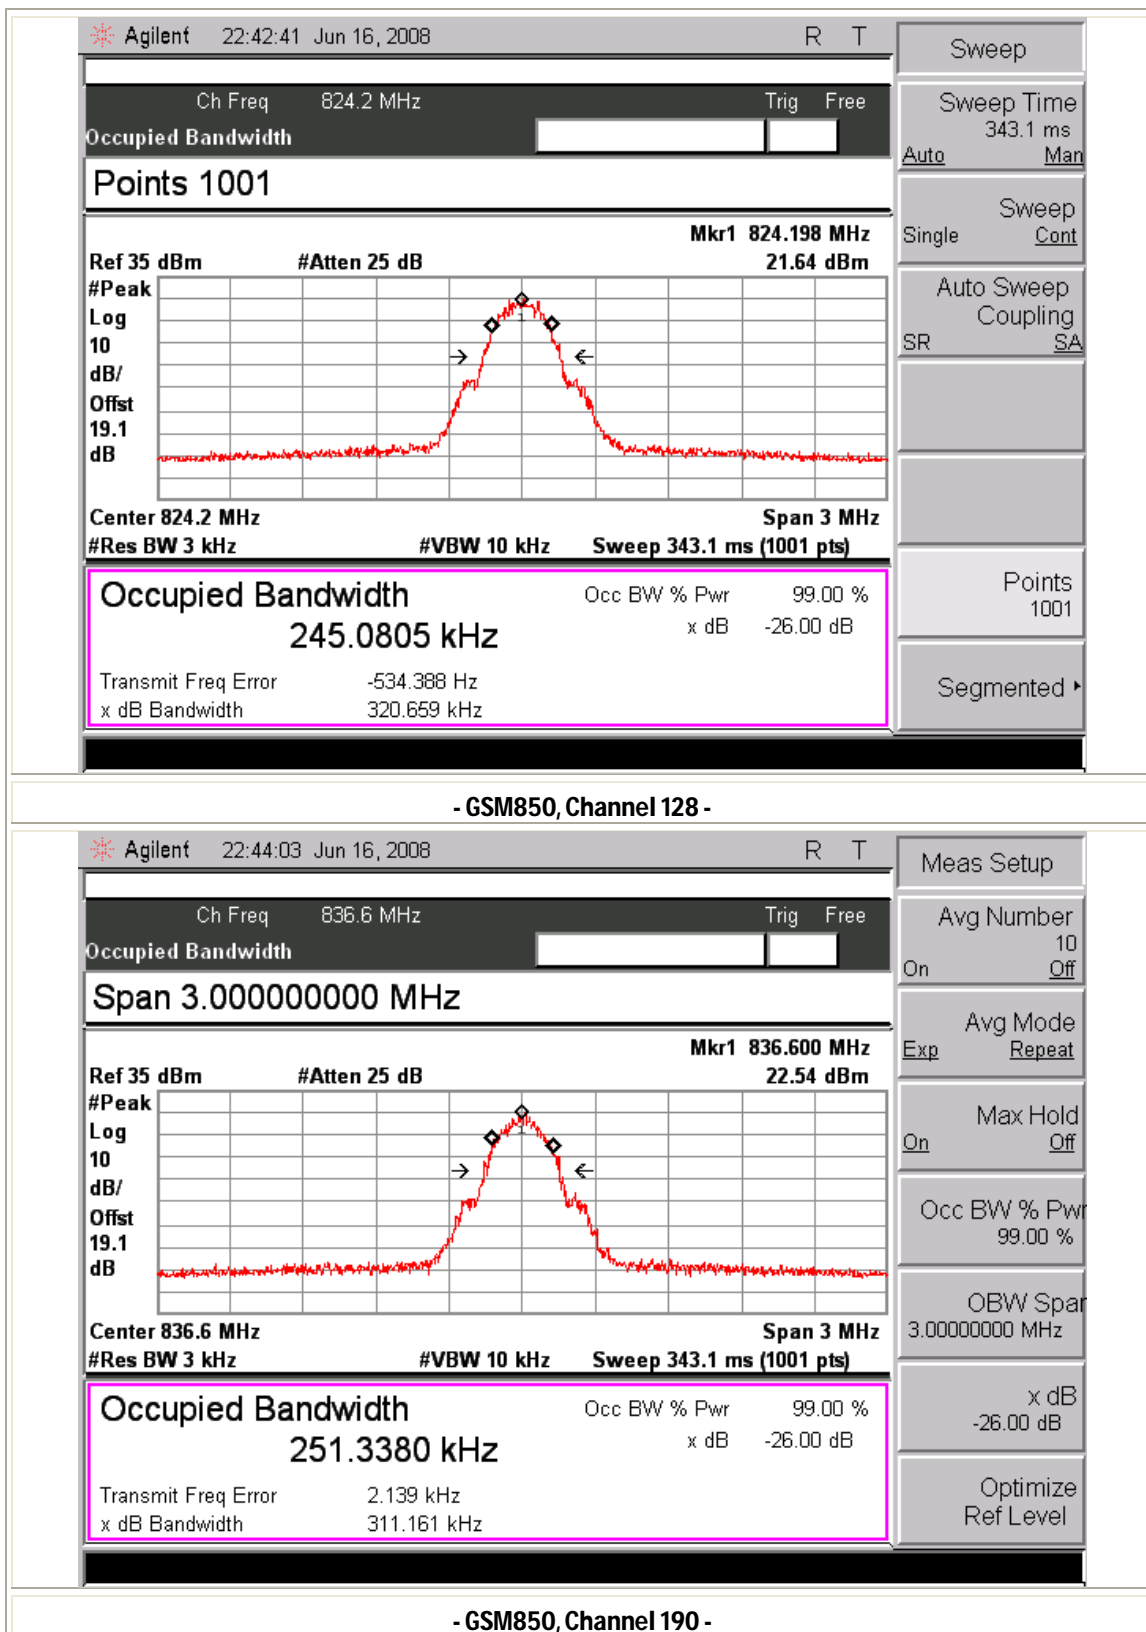 Agilent 22:42:41 Jun 16, 2008 R T
Sweep
Ch Freq 824.2 MHz Trig Free
Occupied Bandwidth
Sweep Time
343.1 ms
Auto Man
Points 1001
Sweep
Single Cont
Mkr1 824.198 MHz
Ref 35 dBm #Atten 25 dB 21.64 dBm
#Peak
Log
10
dB/
Offst
19.1
dB
1
Auto Sweep
Coupling
SR SA
Center 824.2 MHz Span 3 MHz
#Res BW 3 kHz #VBW 10 kHz Sweep 343.1 ms (1001 pts)
Occupied Bandwidth
245.0805 kHz
Occ BW % Pwr 99.00 %
x dB -26.00 dB
Transmit Freq Error -534.388 Hz
x dB Bandwidth 320.659 kHz
Points
1001
Segmented
- GSM850, Channel 128 -
Agilent 22:44:03 Jun 16, 2008 R T
Meas Setup
Ch Freq 836.6 MHz Trig Free
Occupied Bandwidth
Avg Number
10
On Off
Span 3.000000000 MHz
Avg Mode
Exp Repeat
Mkr1 836.600 MHz
Ref 35 dBm #Atten 25 dB 22.54 dBm
#Peak
Log
10
dB/
Offst
19.1
dB
1
Max Hold
On Off
Occ BW % Pwr
99.00 %
OBW Span
3.00000000 MHz
Center 836.6 MHz Span 3 MHz
#Res BW 3 kHz #VBW 10 kHz Sweep 343.1 ms (1001 pts)
Occupied Bandwidth
251.3380 kHz
Occ BW % Pwr 99.00 %
x dB -26.00 dB
Transmit Freq Error 2.139 kHz
x dB Bandwidth 311.161 kHz
x dB
-26.00 dB
Optimize
Ref Level
- GSM850, Channel 190 -